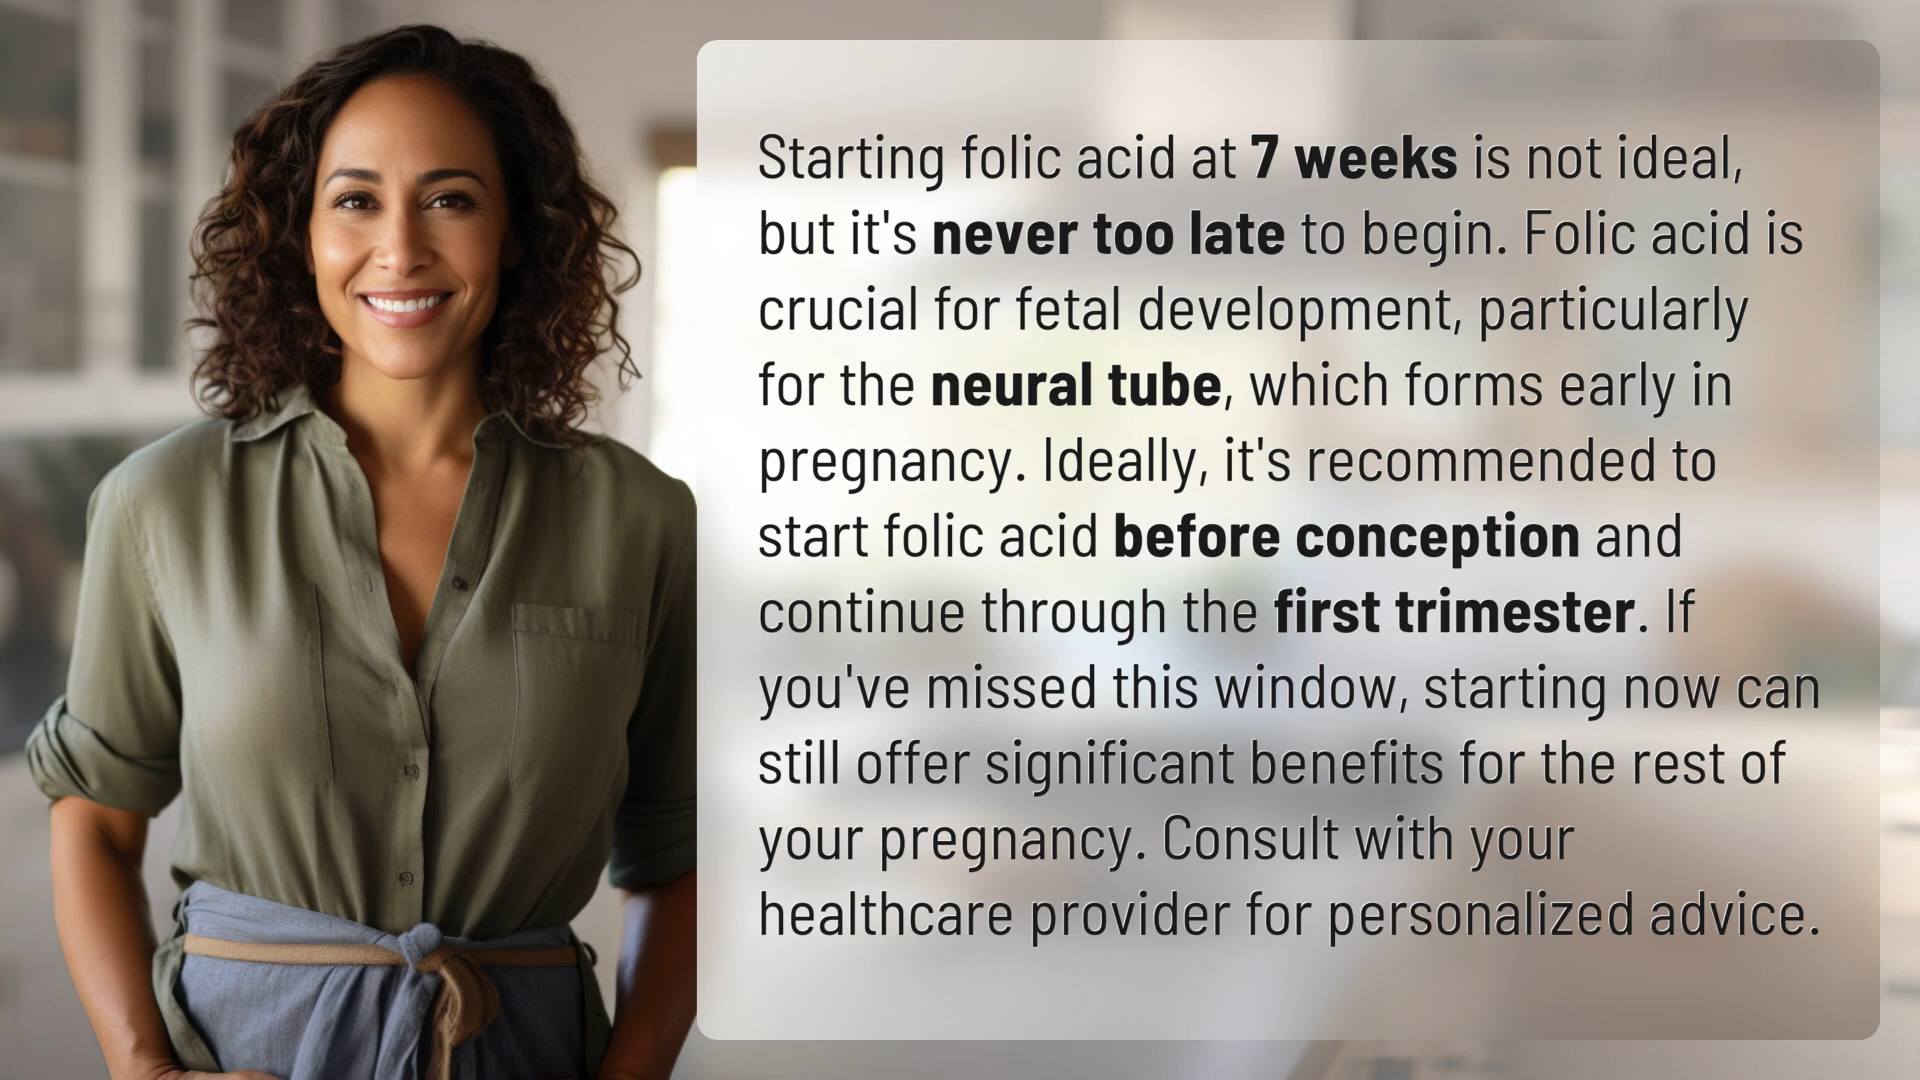 Starting folic acid at 7 weeks is not ideal,
but it's never too late to begin. Folic acid is
crucial for fetal development, particularly
for the neural tube, which forms early in
pregnancy. Ideally, it's recommended to
start folic acid before conception and
continue through the first trimester. If
you've missed this window, starting now can
still offer significant benefits for the rest of
your pregnancy. Consult with your
healthcare provider for personalized advice.